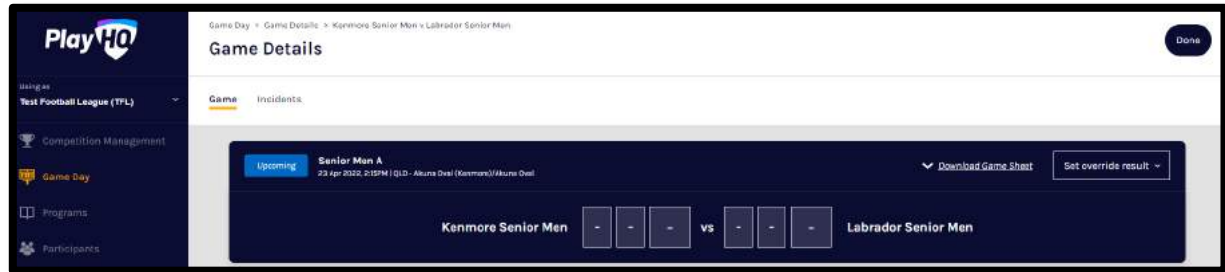 PlayHQ
Using as
Test Football League (TFL)
Competition Management
Game Day
Programs
Participants
Game Day > Game Details > Kenmore Senior Men v Labrador Senior Men
Game Details
Done
Game Incidents
Upcoming
Senior Men A
23 Apr 2022, 2:15PM | QLD - Akuna Oval (Kenmore)/Akuna Oval
Download Game Sheet
Set override result
Kenmore Senior Men - - - vs - - - Labrador Senior Men